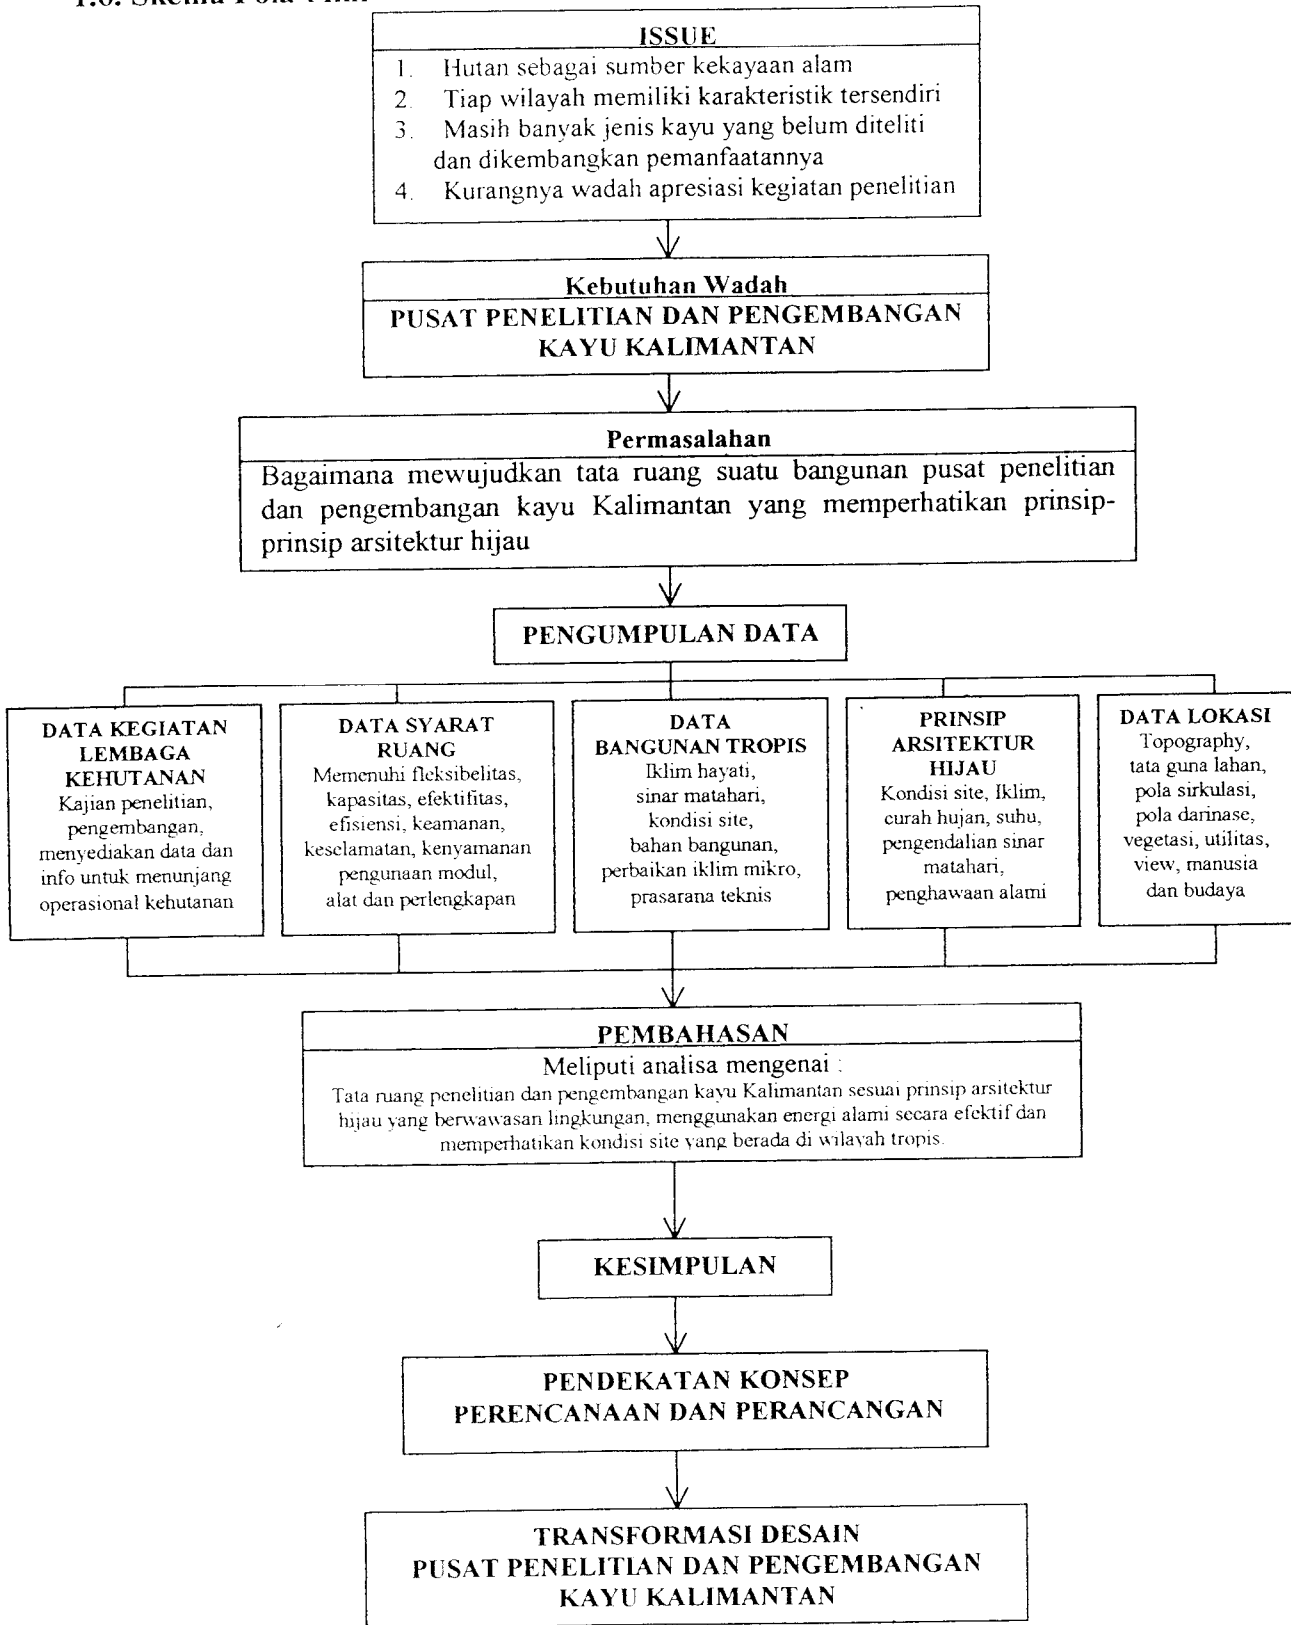 ISSUE
1. Hutan sebagai sumber kekayaan alam
2. Tiap wilayah memiliki karakteristik tersendiri
3. Masih banyak jenis kayu yang belum diteliti
dan dikembangkan pemanfaatannya
4. Kurangnya wadah apresiasi kegiatan penelitian
Kebutuhan Wadah
PUSAT PENELITIAN DAN PENGEMBANGAN
KAYU KALIMANTAN
Permasalahan
Bagaimana mewujudkan tata ruang suatu bangunan pusat penelitian
dan pengembangan kayu Kalimantan yang memperhatikan prinsip-
prinsip arsitektur hijau
PENGUMPULAN DATA
DATA KEGIATAN
LEMBAGA
KEHUTANAN
Kajian penelitian,
pengembangan,
menyediakan data dan
info untuk menunjang
operasional kehutanan
DATA SYARAT
RUANG
Memenuhi fleksibelitas,
kapasitas, efektifitas,
efisiensi, keamanan,
keselamatan, kenyamanan
pengunaan modul,
alat dan perlengkapan
DATA
BANGUNAN TROPIS
Iklim hayati,
sinar matahari,
kondisi site,
bahan bangunan,
perbaikan iklim mikro,
prasarana teknis
PRINSIP
ARSITEKTUR
HIJAU
Kondisi site, Iklim,
curah hujan, suhu,
pengendalian sinar
matahari,
penghawaan alami
DATA LOKASI
Topography,
tata guna lahan,
pola sirkulasi,
pola darinase,
vegetasi, utilitas,
view, manusia
dan budaya
PEMBAHASAN
Meliputi analisa mengenai :
Tata ruang penelitian dan pengembangan kayu Kalimantan sesuai prinsip arsitektur
hijau yang berwawasan lingkungan, menggunakan energi alami secara efektif dan
memperhatikan kondisi site yang berada di wilayah tropis.
KESIMPULAN
PENDEKATAN KONSEP
PERENCANAAN DAN PERANCANGAN
TRANSFORMASI DESAIN
PUSAT PENELITIAN DAN PENGEMBANGAN
KAYU KALIMANTAN